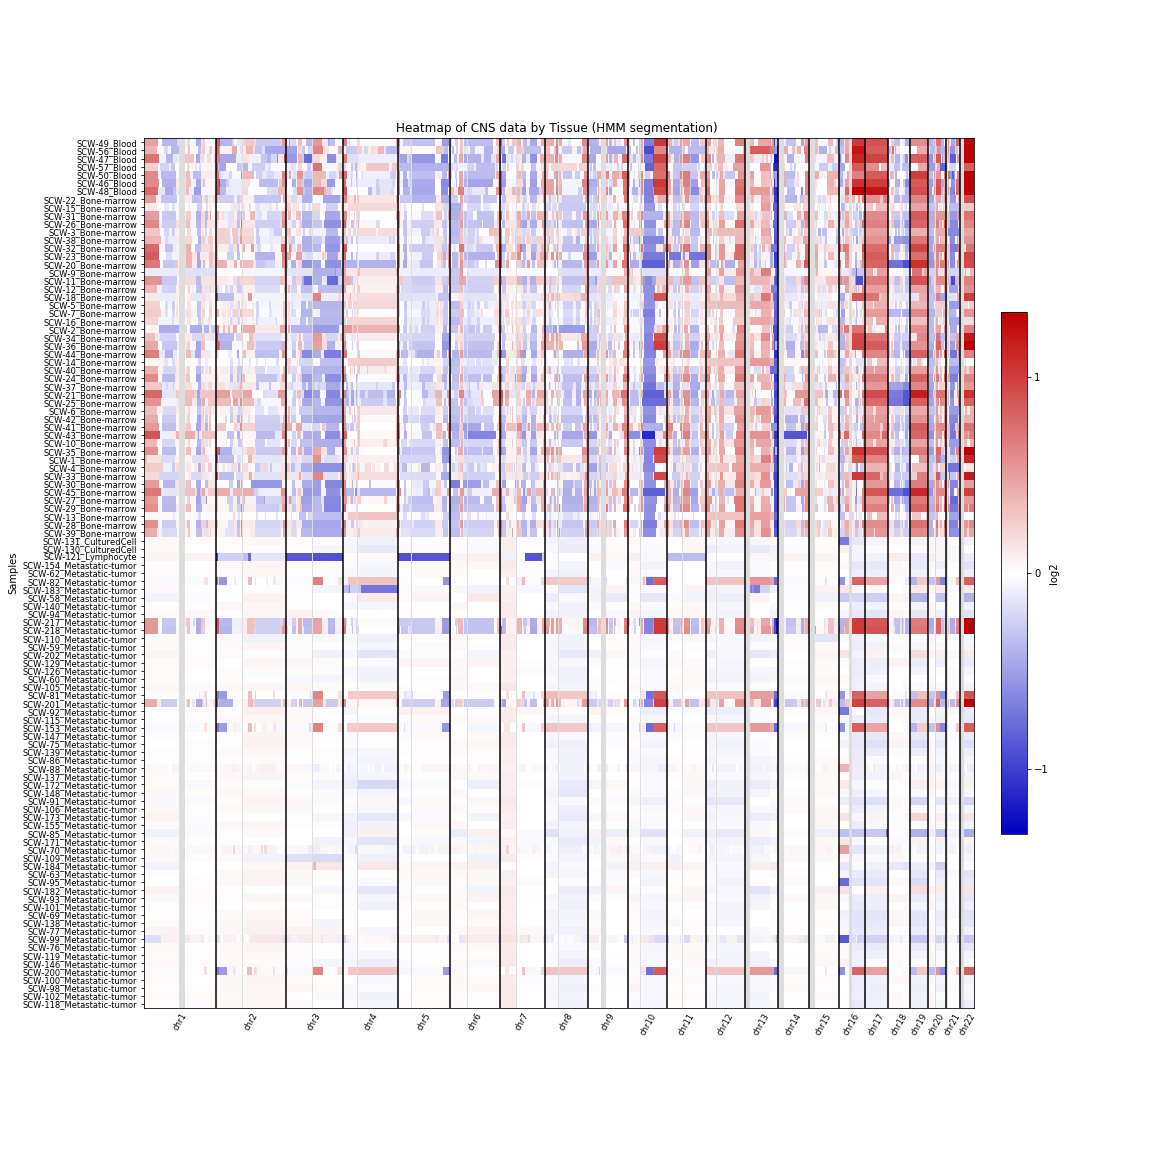 Heatmap of CNS data by Tissue (HMM segmentation)
SCW-49_Blood
SCW-56_Blood
SCW-47_Blood
SCW-57_Blood
SCW-50_Blood
SCW-46_Blood
SCW-48_Blood
SCW-22_Bone-marrow
SCW-15_Bone-marrow
SCW-31_Bone-marrow
SCW-26_Bone-marrow
SCW-3_Bone-marrow
SCW-38_Bone-marrow
SCW-32_Bone-marrow
SCW-23_Bone-marrow
SCW-20_Bone-marrow
SCW-9_Bone-marrow
SCW-11_Bone-marrow
SCW-12_Bone-marrow
SCW-18_Bone-marrow
SCW-5_Bone-marrow
SCW-7_Bone-marrow
SCW-16_Bone-marrow
SCW-2_Bone-marrow
SCW-34_Bone-marrow
SCW-36_Bone-marrow
SCW-44_Bone-marrow
SCW-14_Bone-marrow
SCW-40_Bone-marrow
SCW-24_Bone-marrow
SCW-37_Bone-marrow
SCW-21_Bone-marrow
SCW-25_Bone-marrow
SCW-6_Bone-marrow
SCW-42_Bone-marrow
SCW-41_Bone-marrow
SCW-43_Bone-marrow
SCW-10_Bone-marrow
SCW-35_Bone-marrow
SCW-1_Bone-marrow
SCW-4_Bone-marrow
SCW-33_Bone-marrow
SCW-30_Bone-marrow
SCW-45_Bone-marrow
SCW-27_Bone-marrow
SCW-29_Bone-marrow
SCW-13_Bone-marrow
SCW-28_Bone-marrow
SCW-39_Bone-marrow
SCW-131_CulturedCell
SCW-130_CulturedCell
SCW-121_Lymphocyte
SCW-154_Metastatic-tumor
SCW-62_Metastatic-tumor
SCW-82_Metastatic-tumor
SCW-183_Metastatic-tumor
SCW-58_Metastatic-tumor
SCW-140_Metastatic-tumor
SCW-94_Metastatic-tumor
SCW-217_Metastatic-tumor
SCW-218_Metastatic-tumor
SCW-110_Metastatic-tumor
SCW-59_Metastatic-tumor
SCW-202_Metastatic-tumor
SCW-129_Metastatic-tumor
SCW-126_Metastatic-tumor
SCW-60_Metastatic-tumor
SCW-105_Metastatic-tumor
SCW-81_Metastatic-tumor
SCW-201_Metastatic-tumor
SCW-92_Metastatic-tumor
SCW-115_Metastatic-tumor
SCW-153_Metastatic-tumor
SCW-147_Metastatic-tumor
SCW-75_Metastatic-tumor
SCW-139_Metastatic-tumor
SCW-86_Metastatic-tumor
SCW-88_Metastatic-tumor
SCW-137_Metastatic-tumor
SCW-172_Metastatic-tumor
SCW-148_Metastatic-tumor
SCW-91_Metastatic-tumor
SCW-106_Metastatic-tumor
SCW-173_Metastatic-tumor
SCW-155_Metastatic-tumor
SCW-85_Metastatic-tumor
SCW-171_Metastatic-tumor
SCW-70_Metastatic-tumor
SCW-109_Metastatic-tumor
SCW-184_Metastatic-tumor
SCW-63_Metastatic-tumor
SCW-95_Metastatic-tumor
SCW-182_Metastatic-tumor
SCW-93_Metastatic-tumor
SCW-101_Metastatic-tumor
SCW-69_Metastatic-tumor
SCW-138_Metastatic-tumor
SCW-77_Metastatic-tumor
SCW-99_Metastatic-tumor
SCW-76_Metastatic-tumor
SCW-119_Metastatic-tumor
SCW-146_Metastatic-tumor
SCW-200_Metastatic-tumor
SCW-100_Metastatic-tumor
SCW-98_Metastatic-tumor
SCW-102_Metastatic-tumor
SCW-118_Metastatic-tumor
Samples
chr1
chr2
chr3
chr4
chr5
chr6
chr7
chr8
chr9
chr10
chr11
chr12
chr13
chr14
chr15
chr16
chr17
chr18
chr19
chr20
chr21
chr22
1
0
−1
log2